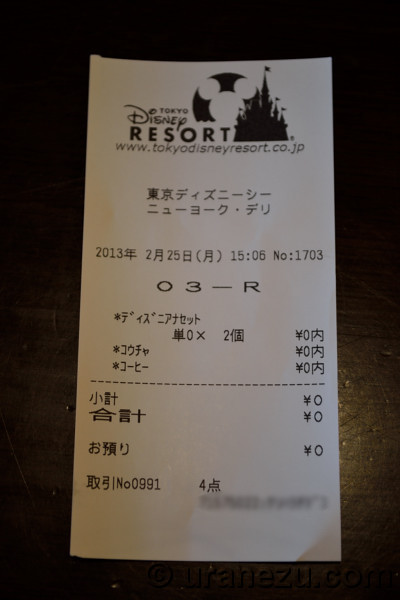 TOKYO
Disney
RESORT®
www.tokyodisneyresort.co.jp
東京ディズニーシー
ニューヨーク・デリ
2013年 2月25日(月) 15:06 No:1703
03－R
*ﾃﾞｨｽﾞﾆｱﾅｾｯﾄ
単0× 2個 ¥0内
*ｺｳﾁｬ ¥0内
*ｺｰﾋｰ ¥0内
小計 ¥0
合計 ¥0
お預り ¥0
取引No0991 4点
© uranezu.com